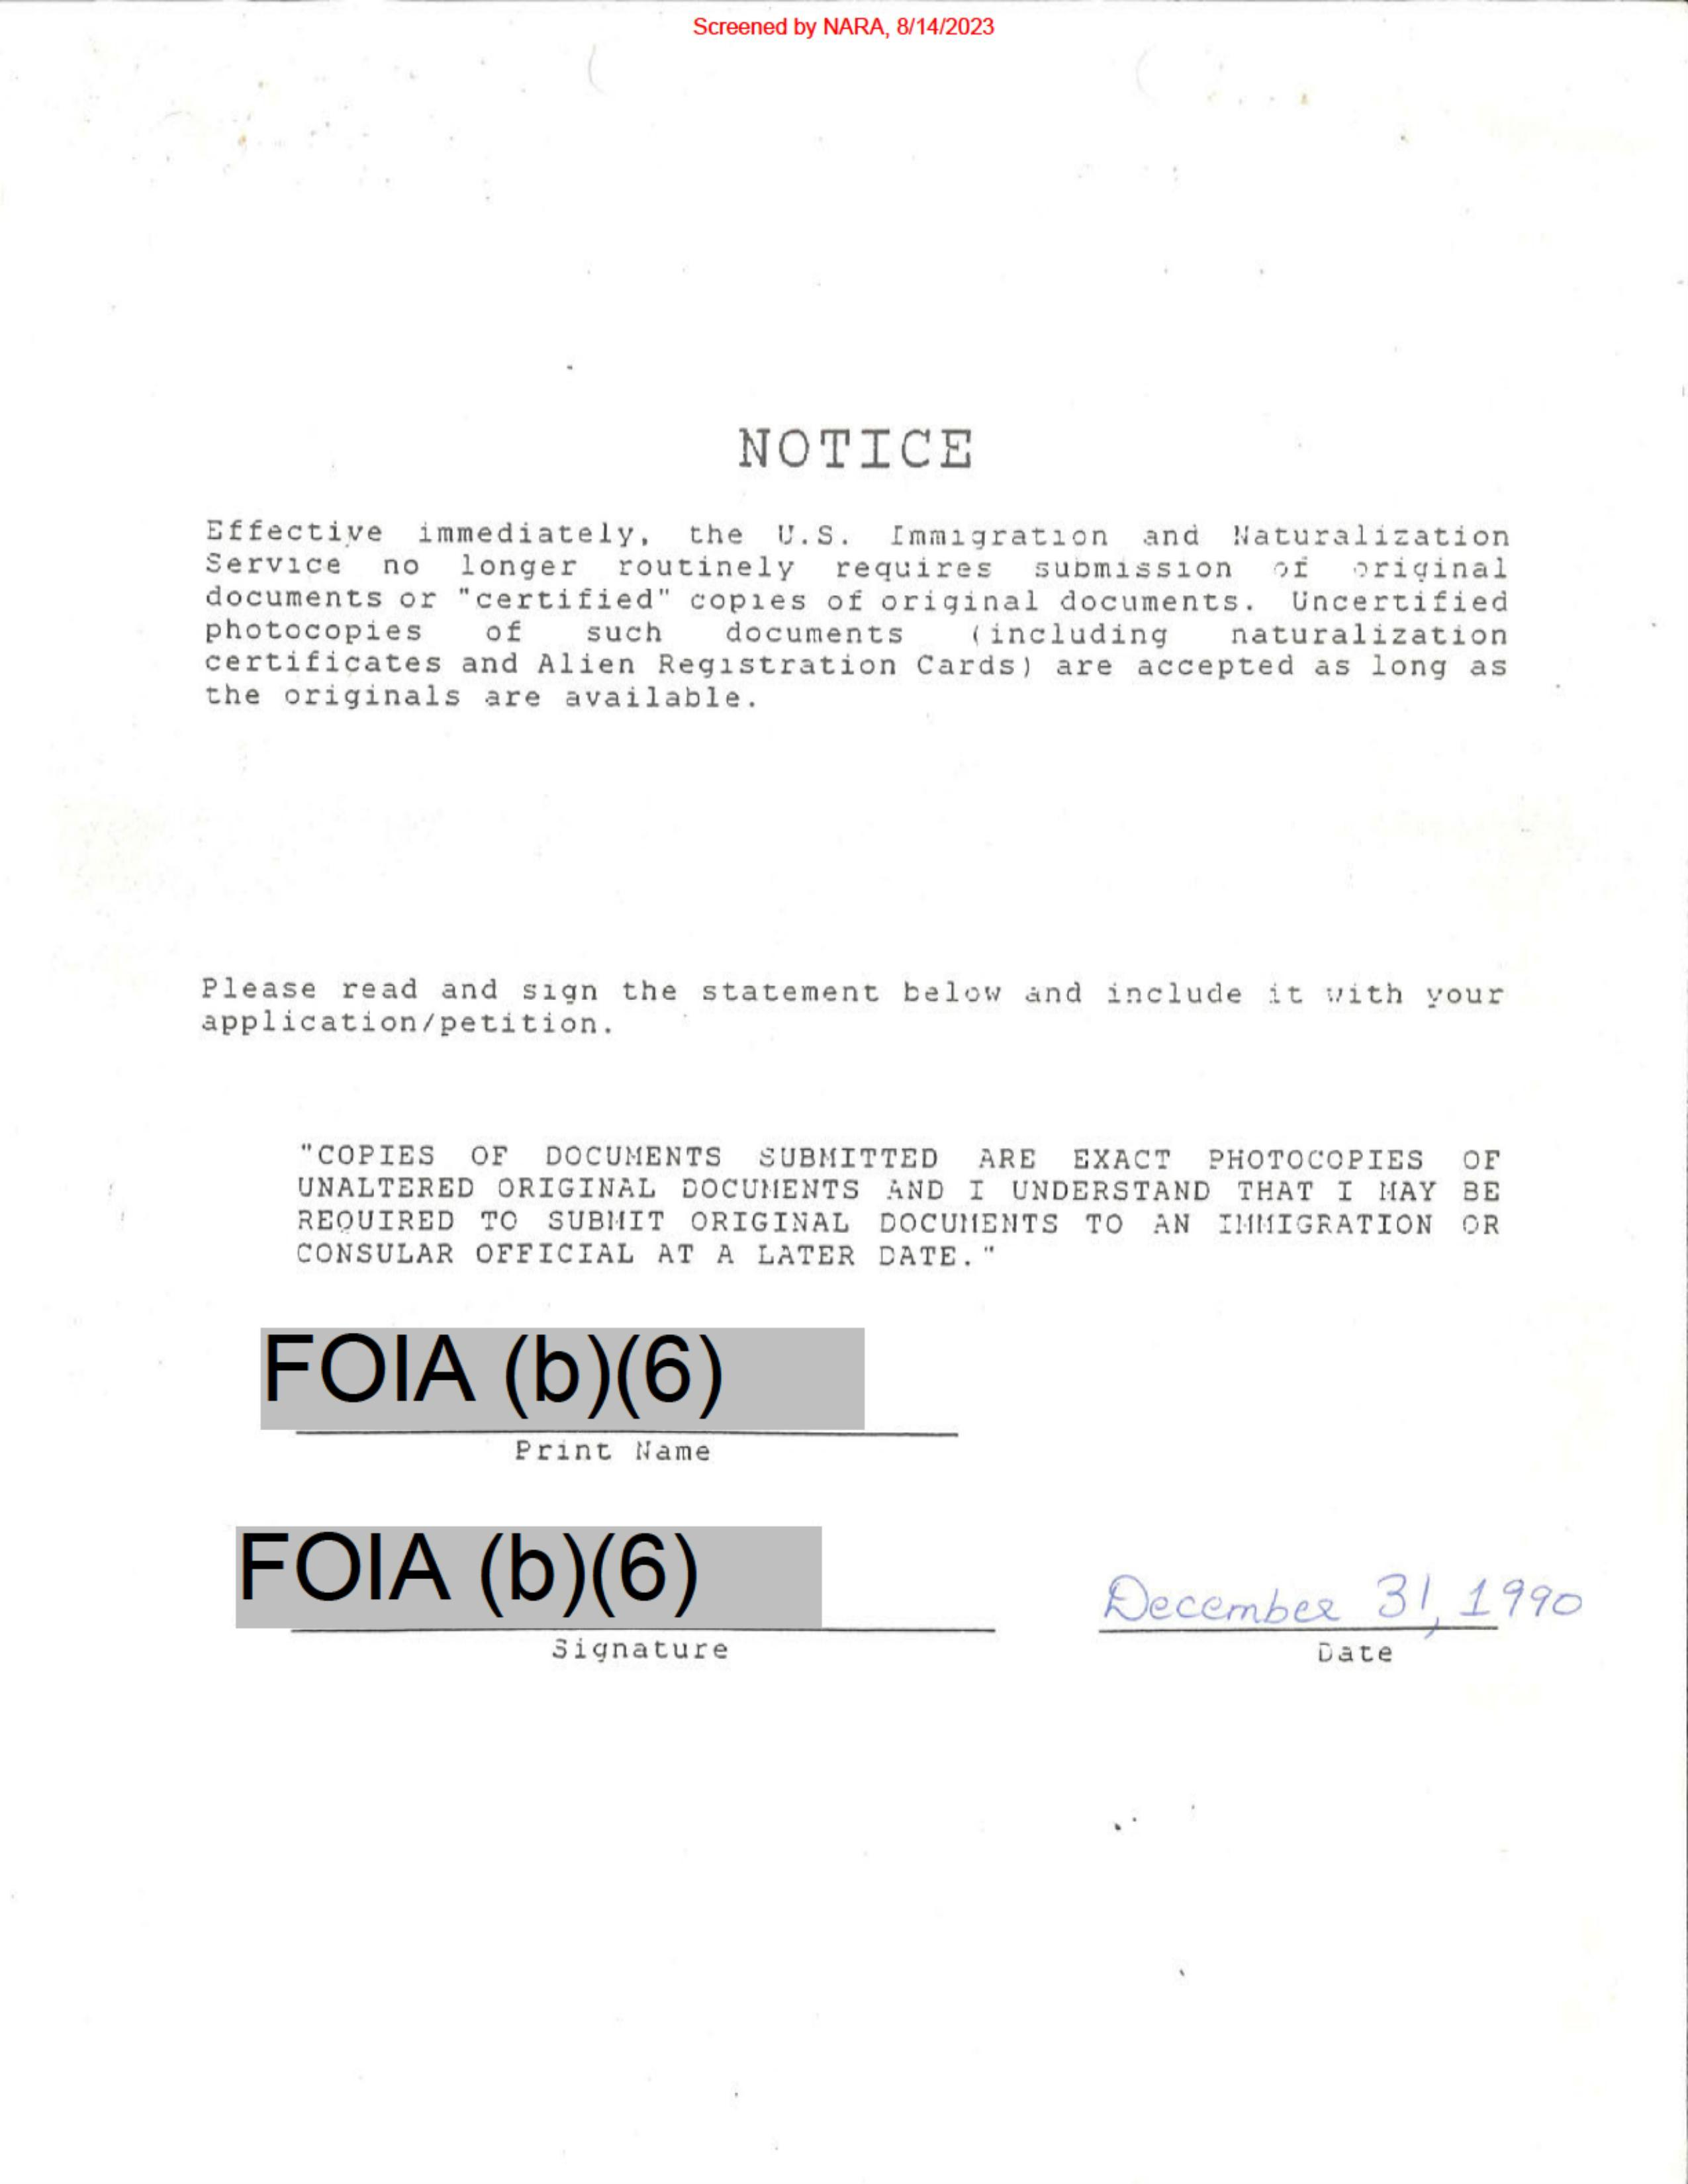 Screened by NARA, 8/14/2023
NOTICE
Effective immediately, the U.S. Immigration and Naturalization
Service no longer routinely requires submission of original
documents or "certified" copies of original documents. Uncertified
photocopies of such documents (including naturalization
certificates and Alien Registration Cards) are accepted as long as
the originals are available.
Please read and sign the statement below and include it with your
application/petition.
"COPIES OF DOCUMENTS SUBMITTED ARE EXACT PHOTOCOPIES OF
UNALTERED ORIGINAL DOCUMENTS AND I UNDERSTAND THAT I MAY BE
REQUIRED TO SUBMIT ORIGINAL DOCUMENTS TO AN IMMIGRATION OR
CONSULAR OFFICIAL AT A LATER DATE."
FOIA (b)(6)
Print Name
FOIA (b)(6)
December 31, 1990
Signature
Date